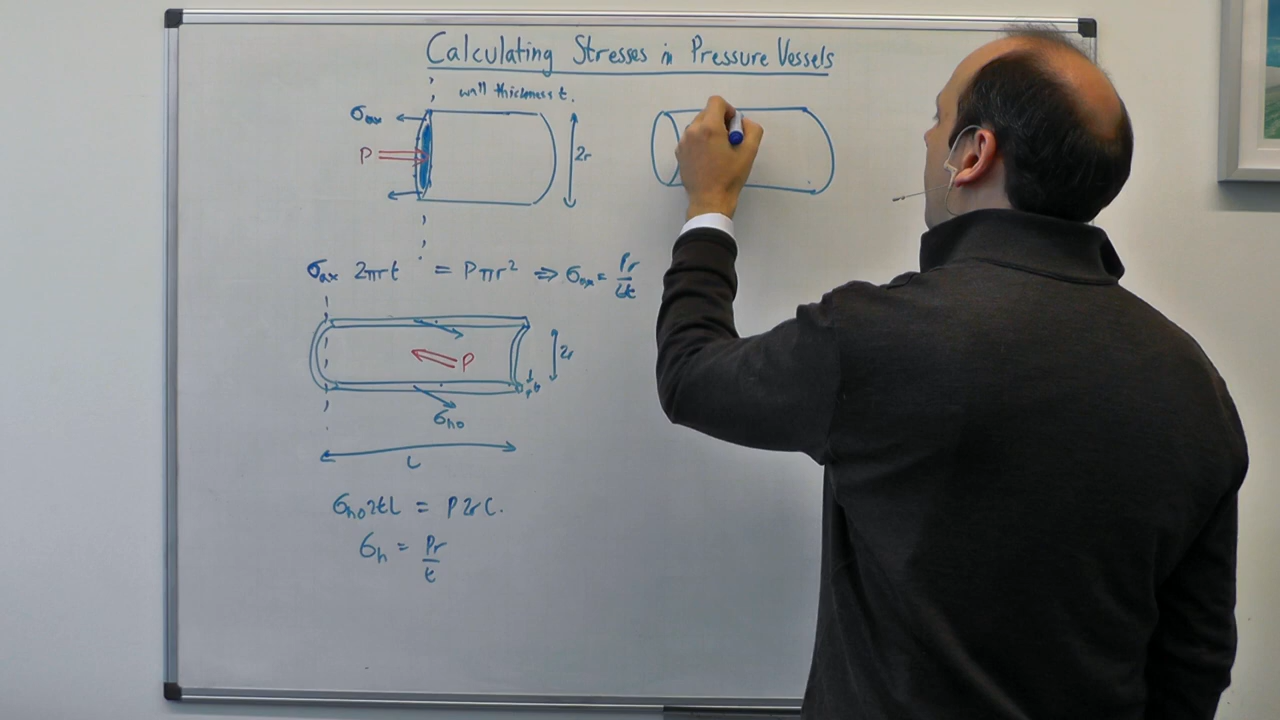 Calculating Stresses in Pressure Vessels
wall thickness t.
σax
P
2r
σax 2πrt = Pπr² ⇒ σax = Pr/2t
P
2r
t
σho
L
σho2tL = P2rL.
σh = Pr/t